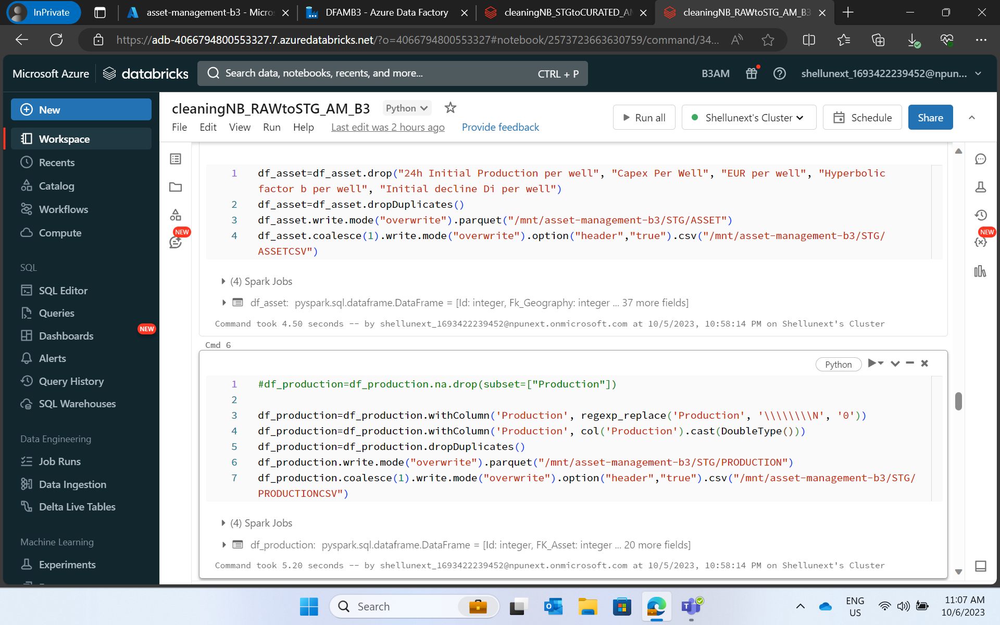 InPrivate
asset-management-b3 - Micros
DFAMB3 - Azure Data Factory
cleaningNB_STGtoCURATED_AM
cleaningNB_RAWtoSTG_AM_B3
https://adb-4066794800553327.7.azuredatabricks.net/?o=4066794800553327#notebook/2573723663630759/command/34...
Microsoft Azure
databricks
Search data, notebooks, recents, and more...
CTRL + P
B3AM
shellunext_1693422239452@npun...
New
Workspace
Recents
Catalog
Workflows
Compute
SQL
SQL Editor
Queries
Dashboards
NEW
Alerts
Query History
SQL Warehouses
Data Engineering
Job Runs
Data Ingestion
Delta Live Tables
Machine Learning
Experiments
cleaningNB_RAWtoSTG_AM_B3
Python
File Edit View Run Help Last edit was 2 hours ago Provide feedback
Run all
Shellunext's Cluster
Schedule
Share
NEW
NEW
1 df_asset=df_asset.drop("24h Initial Production per well", "Capex Per Well", "EUR per well", "Hyperbolic
factor b per well", "Initial decline Di per well")
2 df_asset=df_asset.dropDuplicates()
3 df_asset.write.mode("overwrite").parquet("/mnt/asset-management-b3/STG/ASSET")
4 df_asset.coalesce(1).write.mode("overwrite").option("header","true").csv("/mnt/asset-management-b3/STG/
ASSETCSV")
(4) Spark Jobs
df_asset: pyspark.sql.dataframe.DataFrame = [Id: integer, Fk_Geography: integer ... 37 more fields]
Command took 4.50 seconds -- by shellunext_1693422239452@npunext.onmicrosoft.com at 10/5/2023, 10:58:14 PM on Shellunext's Cluster
Cmd 6
Python
1 #df_production=df_production.na.drop(subset=["Production"])
2
3 df_production=df_production.withColumn('Production', regexp_replace('Production', '\\\\\\\\N', '0'))
4 df_production=df_production.withColumn('Production', col('Production').cast(DoubleType()))
5 df_production=df_production.dropDuplicates()
6 df_production.write.mode("overwrite").parquet("/mnt/asset-management-b3/STG/PRODUCTION")
7 df_production.coalesce(1).write.mode("overwrite").option("header","true").csv("/mnt/asset-management-b3/STG/
PRODUCTIONCSV")
(4) Spark Jobs
df_production: pyspark.sql.dataframe.DataFrame = [Id: integer, FK_Asset: integer ... 20 more fields]
Command took 5.20 seconds -- by shellunext_1693422239452@npunext.onmicrosoft.com at 10/5/2023, 10:58:14 PM on Shellunext's Cluster
Search
ENG
US
11:07 AM
10/6/2023